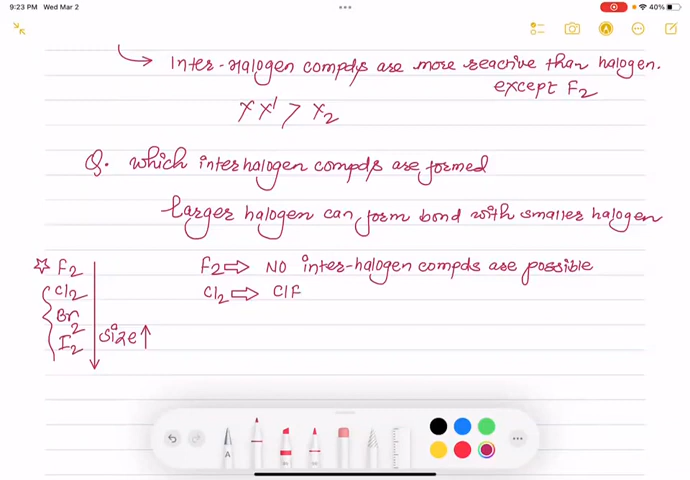 9:23 PM Wed Mar 2
40%
Inter-Halogen compds are more reactive than halogen.
except F2
X X' > X2
Q. which interhalogen compds are formed
Larger halogen can form bond with smaller halogen
☆ F2
Cl2
Br2
I2
size ↑
F2 ⇒ NO inter-halogen compds are possible
Cl2 ⇒ ClF
A